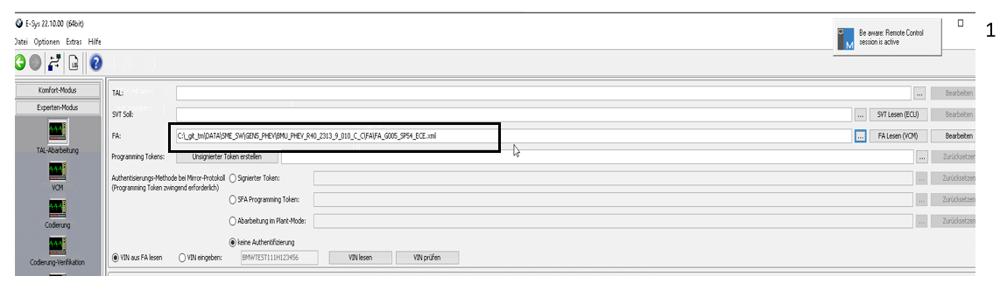 E-Sys 22.10.00 (64bit)
Be aware: Remote Control
session is active
1
Datei Optionen Extras Hilfe
Komfort-Modus
Experten-Modus
TAL-Abarbeitung
VCM
Codierung
Codierung-Verifikation
TAL:
... Bearbeiten
SVT Soll:
... SVT Lesen (ECU) Bearbeiten
FA: C:\_git_tm\DATA\SME_SW\GEN5_PHEV\BMU_PHEV_R40_2313_9_010_C_C\FA\FA_G005_SP54_ECE.xml ... FA Lesen (VCM) Bearbeiten
Programming Tokens: Unsignierter Token erstellen ... Zurücksetzen
Authentisierungs-Methode bei Mirror-Protokoll
(Programming Token zwingend erforderlich)
Signierter Token: ... Zurücksetzen
SFA Programming Token: ... Zurücksetzen
Abarbeitung im Plant-Mode: ... Zurücksetzen
keine Authentifizierung
VIN aus FA lesen VIN eingeben: BMWTEST111H123456 VIN lesen VIN prüfen